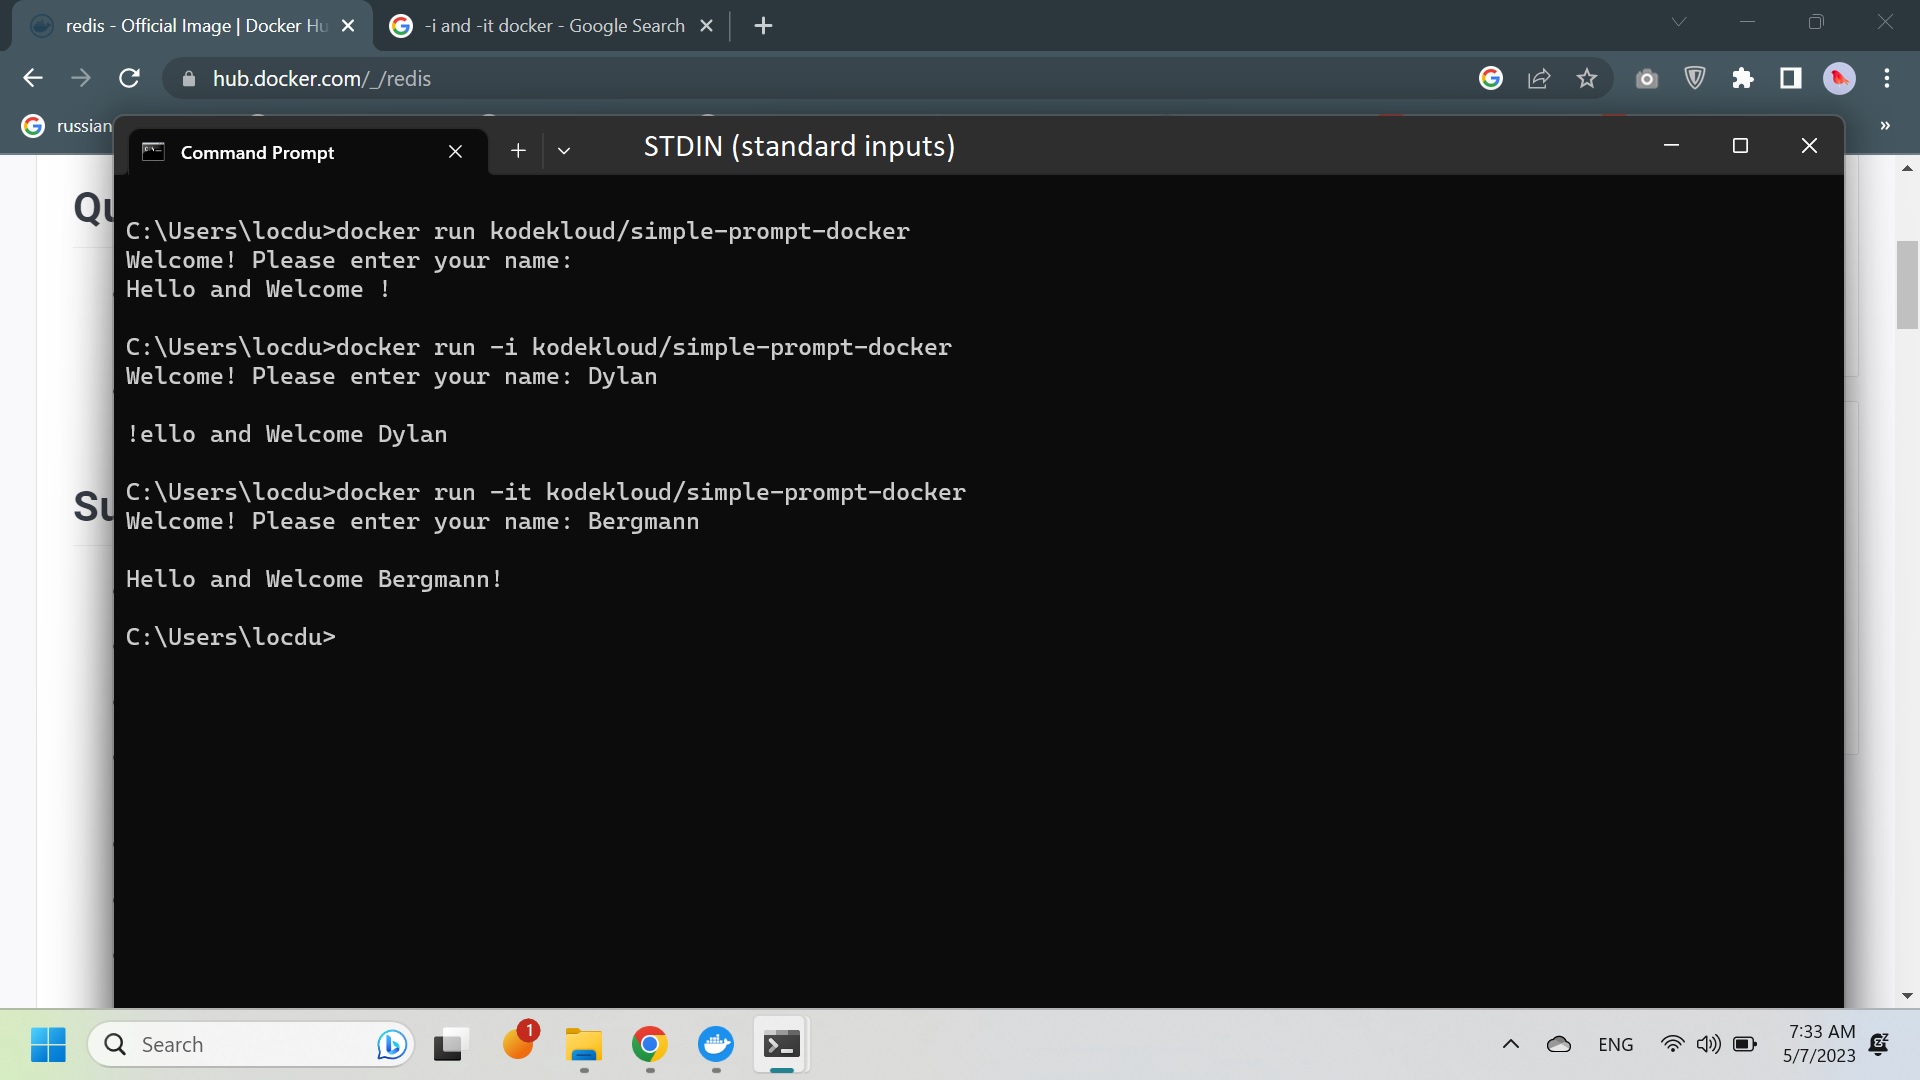 redis - Official Image | Docker Hu
-i and -it docker - Google Search
hub.docker.com/_/redis
russian
»
Command Prompt
STDIN (standard inputs)
Qu
C:\Users\locdu>docker run kodekloud/simple-prompt-docker
Welcome! Please enter your name:
Hello and Welcome !
C:\Users\locdu>docker run -i kodekloud/simple-prompt-docker
Welcome! Please enter your name: Dylan
!ello and Welcome Dylan
Su
C:\Users\locdu>docker run -it kodekloud/simple-prompt-docker
Welcome! Please enter your name: Bergmann
Hello and Welcome Bergmann!
C:\Users\locdu>
Search
1
ENG
7:33 AM
5/7/2023